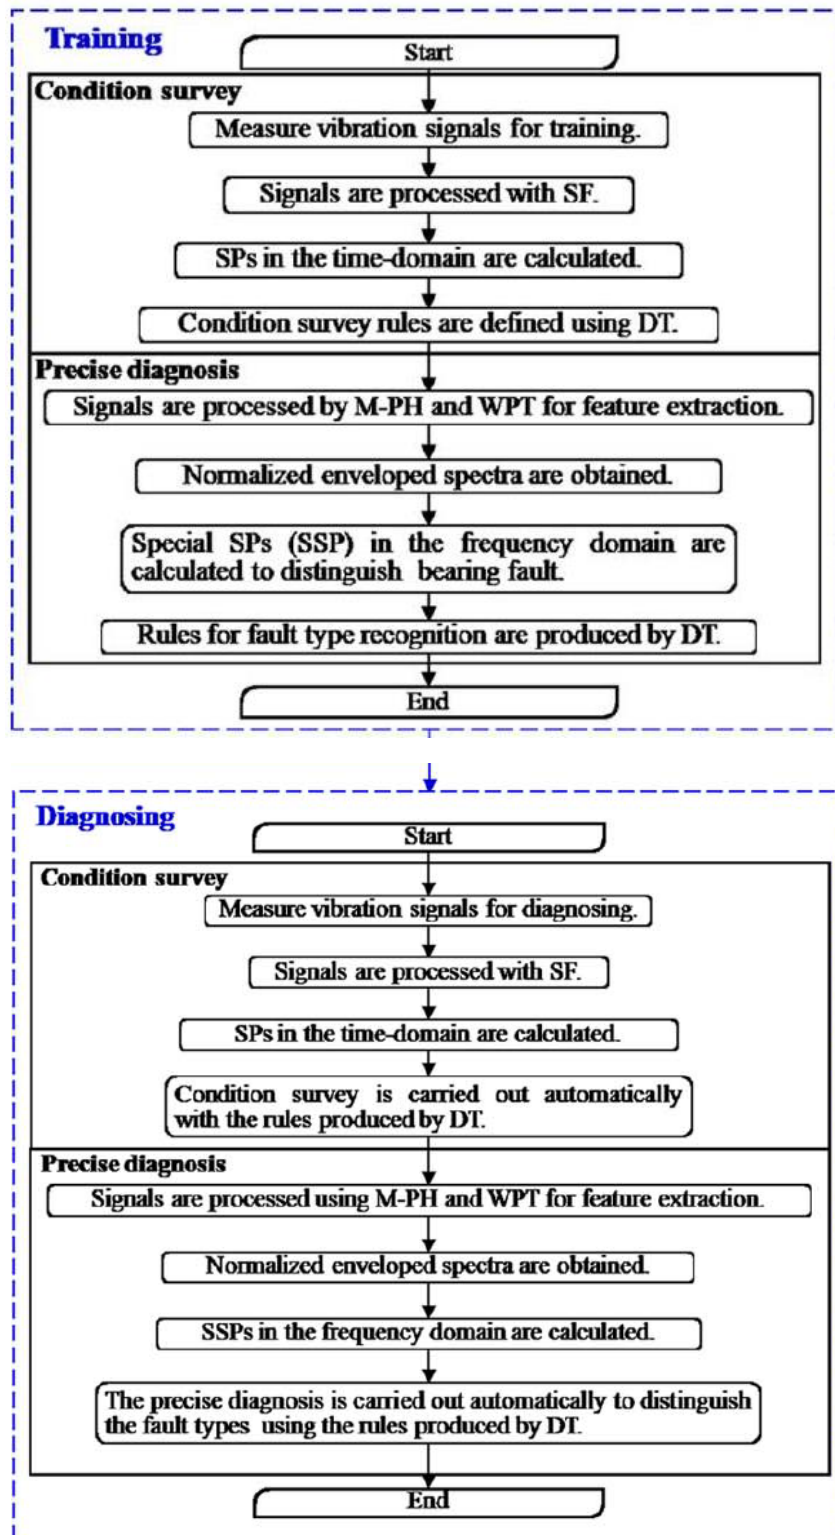 Training
Start
Condition survey
Measure vibration signals for training.
Signals are processed with SF.
SPs in the time-domain are calculated.
Condition survey rules are defined using DT.
Precise diagnosis
Signals are processed by M-PH and WPT for feature extraction.
Normalized enveloped spectra are obtained.
Special SPs (SSP) in the frequency domain are
calculated to distinguish bearing fault.
Rules for fault type recognition are produced by DT.
End
Diagnosing
Start
Condition survey
Measure vibration signals for diagnosing.
Signals are processed with SF.
SPs in the time-domain are calculated.
Condition survey is carried out automatically
with the rules produced by DT.
Precise diagnosis
Signals are processed using M-PH and WPT for feature extraction.
Normalized enveloped spectra are obtained.
SSPs in the frequency domain are calculated.
The precise diagnosis is carried out automatically to distinguish
the fault types using the rules produced by DT.
End